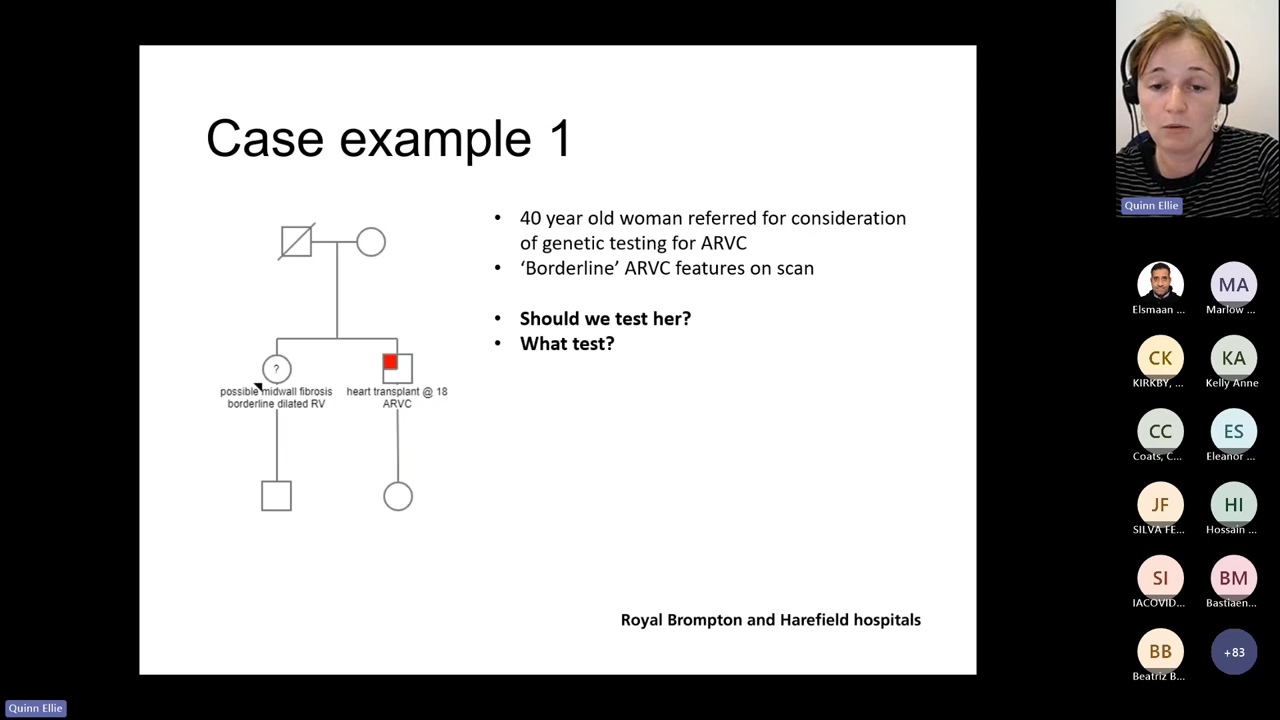 Case example 1
40 year old woman referred for consideration
of genetic testing for ARVC
‘Borderline’ ARVC features on scan
Should we test her?
What test?
?
possible midwall fibrosis
borderline dilated RV
heart transplant @ 18
ARVC
Royal Brompton and Harefield hospitals
Quinn Ellie
Elsmaan ...
MA
Marlow ...
CK
KIRKBY, ...
KA
Kelly Anne
CC
Coats, C...
ES
Eleanor ...
JF
SILVA FE...
HI
Hossain ...
SI
IACOVID...
BM
Bastiaen...
BB
Beatriz B...
+83
Quinn Ellie